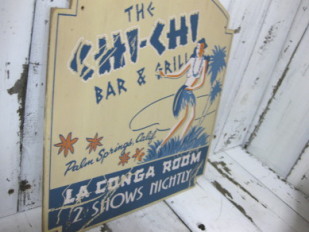 THE
CHI-CHI
BAR & GRILL
Palm Springs, Calif.
LA CONGA ROOM
2 SHOWS NIGHTLY